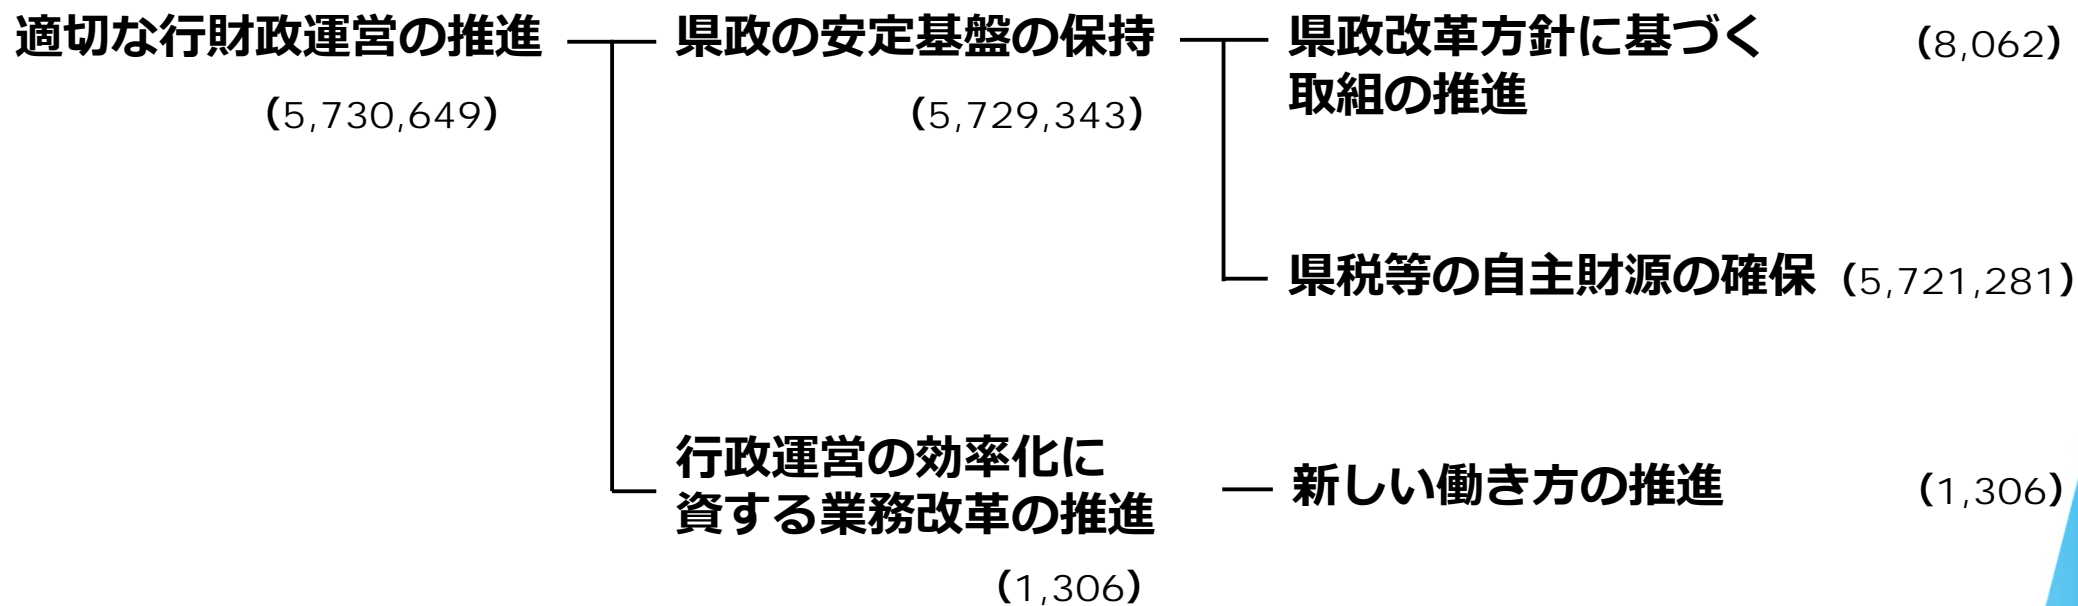 適切な行財政運営の推進
(5,730,649)
県政の安定基盤の保持
(5,729,343)
県政改革方針に基づく
取組の推進
(8,062)
県税等の自主財源の確保 (5,721,281)
行政運営の効率化に
資する業務改革の推進
(1,306)
新しい働き方の推進
(1,306)